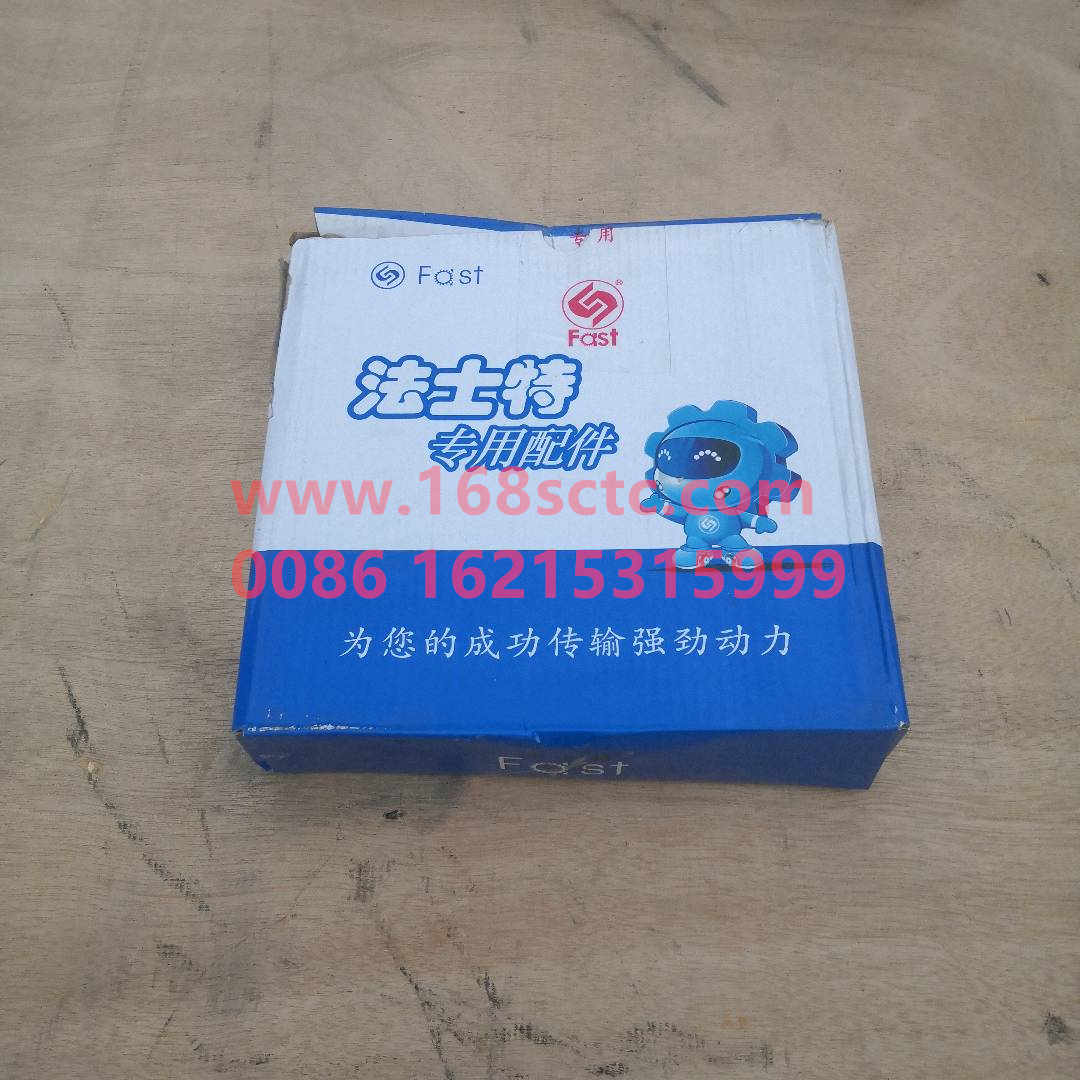 专用
Fast
Fast
®
法士特
专用配件
www.168sctc.com
0086 16215315999
为您的成功传输强劲动力
Fast